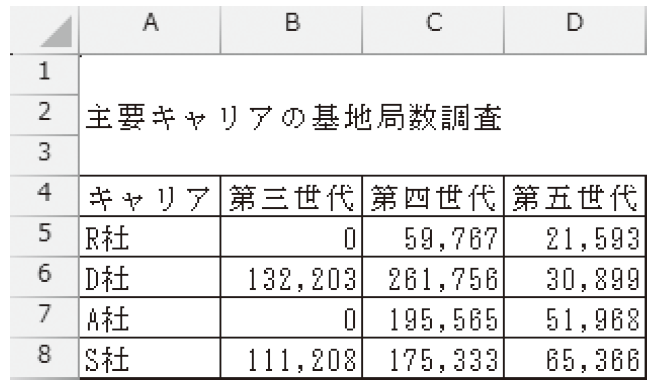 A B C D
1
2 主要キャリアの基地局数調査
3
4 キャリア 第三世代 第四世代 第五世代
5 R社 0 59,767 21,593
6 D社 132,203 261,756 30,899
7 A社 0 195,565 51,968
8 S社 111,208 175,333 65,366